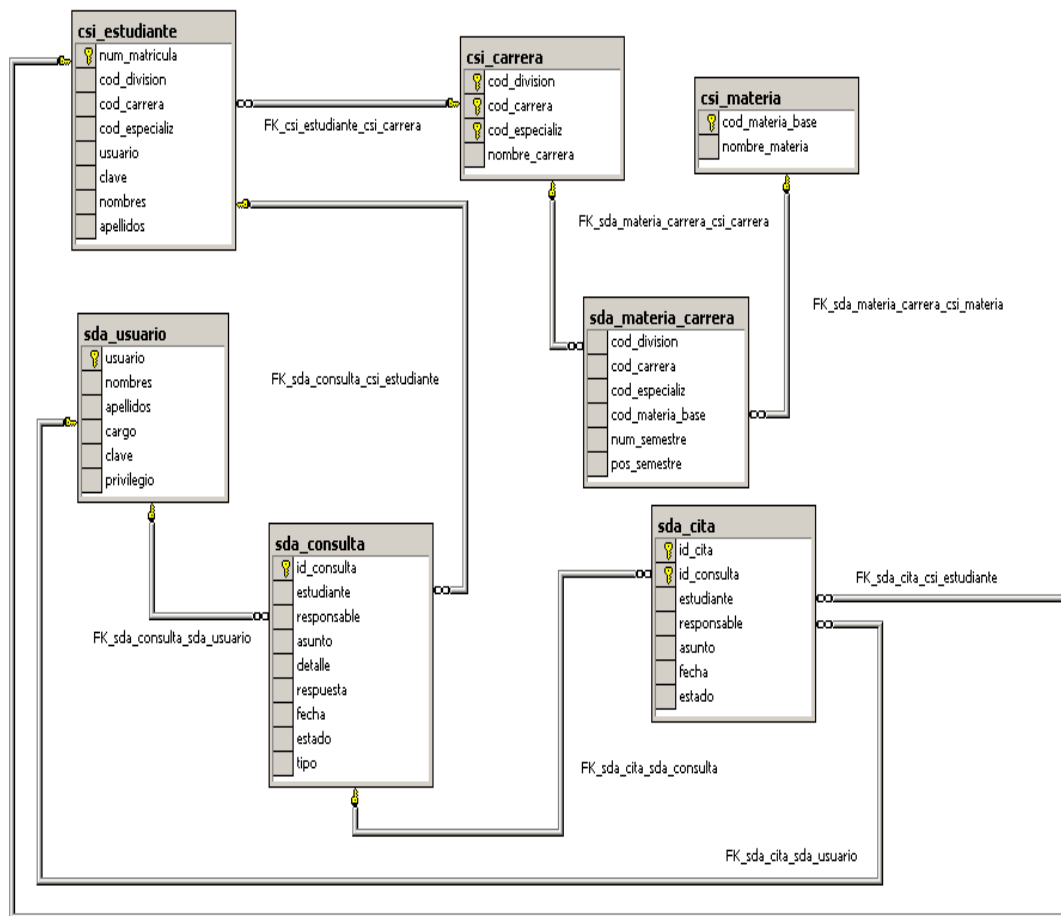 csi_estudiante
num_matricula
cod_division
cod_carrera
cod_especializ
usuario
clave
nombres
apellidos
FK_csi_estudiante_csi_carrera
csi_carrera
cod_division
cod_carrera
cod_especializ
nombre_carrera
csi_materia
cod_materia_base
nombre_materia
FK_sda_materia_carrera_csi_carrera
FK_sda_materia_carrera_csi_materia
sda_materia_carrera
cod_division
cod_carrera
cod_especializ
cod_materia_base
num_semestre
pos_semestre
sda_usuario
usuario
nombres
apellidos
cargo
clave
privilegio
FK_sda_consulta_csi_estudiante
FK_sda_consulta_sda_usuario
sda_consulta
id_consulta
estudiante
responsable
asunto
detalle
respuesta
fecha
estado
tipo
sda_cita
id_cita
id_consulta
estudiante
responsable
asunto
fecha
estado
FK_sda_cita_csi_estudiante
FK_sda_cita_sda_consulta
FK_sda_cita_sda_usuario